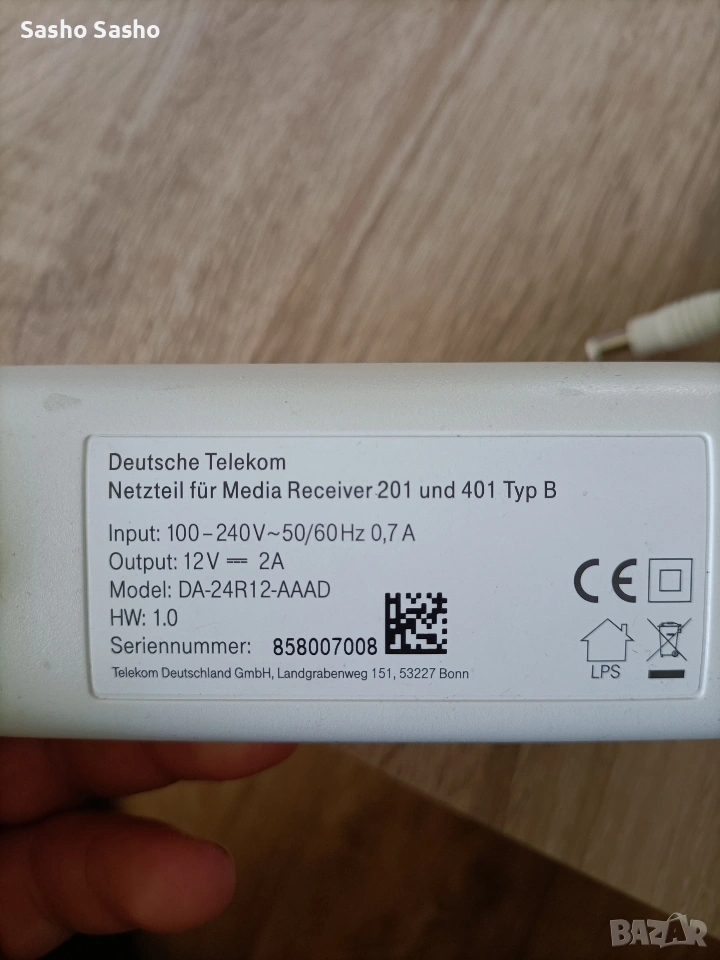 Sasho Sasho
Deutsche Telekom
Netzteil für Media Receiver 201 und 401 Typ B
Input: 100–240V~50/60Hz 0,7A
Output: 12V ⎓ 2A
Model: DA-24R12-AAAD
HW: 1.0
Seriennummer: 858007008
Telekom Deutschland GmbH, Landgrabenweg 151, 53227 Bonn
CE
LPS
BAZAR